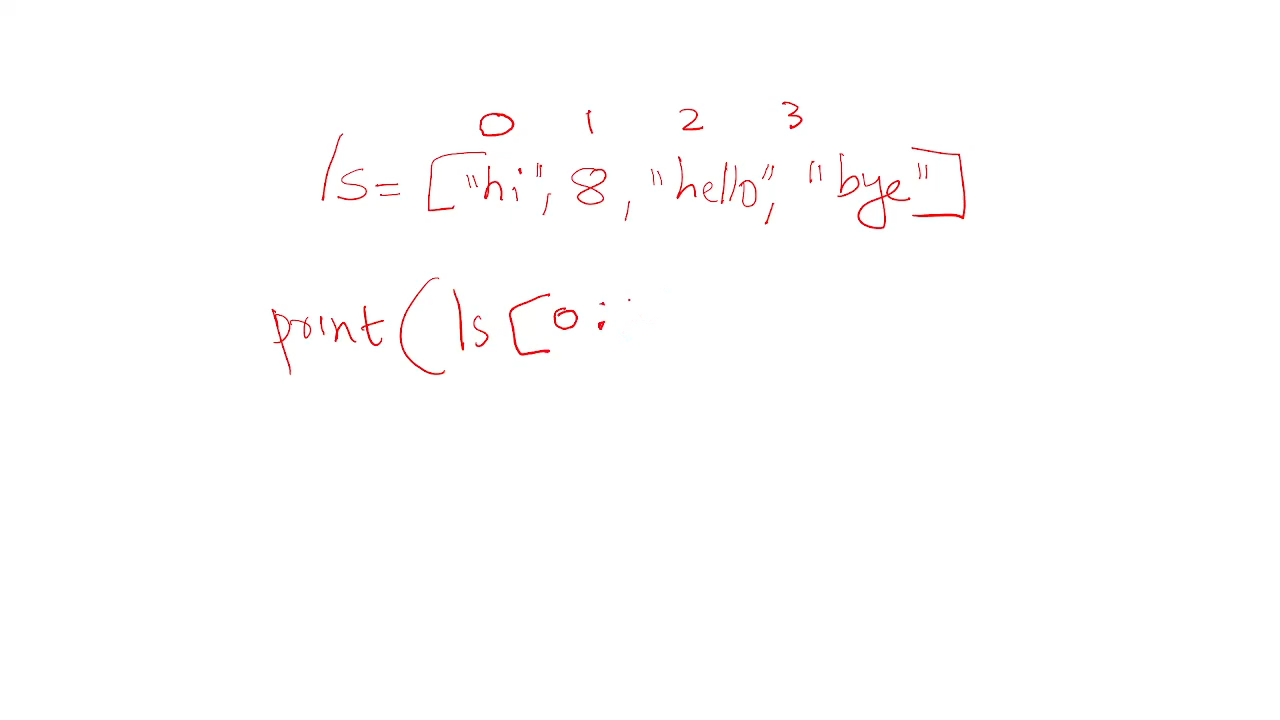 0 1 2 3
ls= ["hi", 8, "hello", "bye"]
print(ls[0: